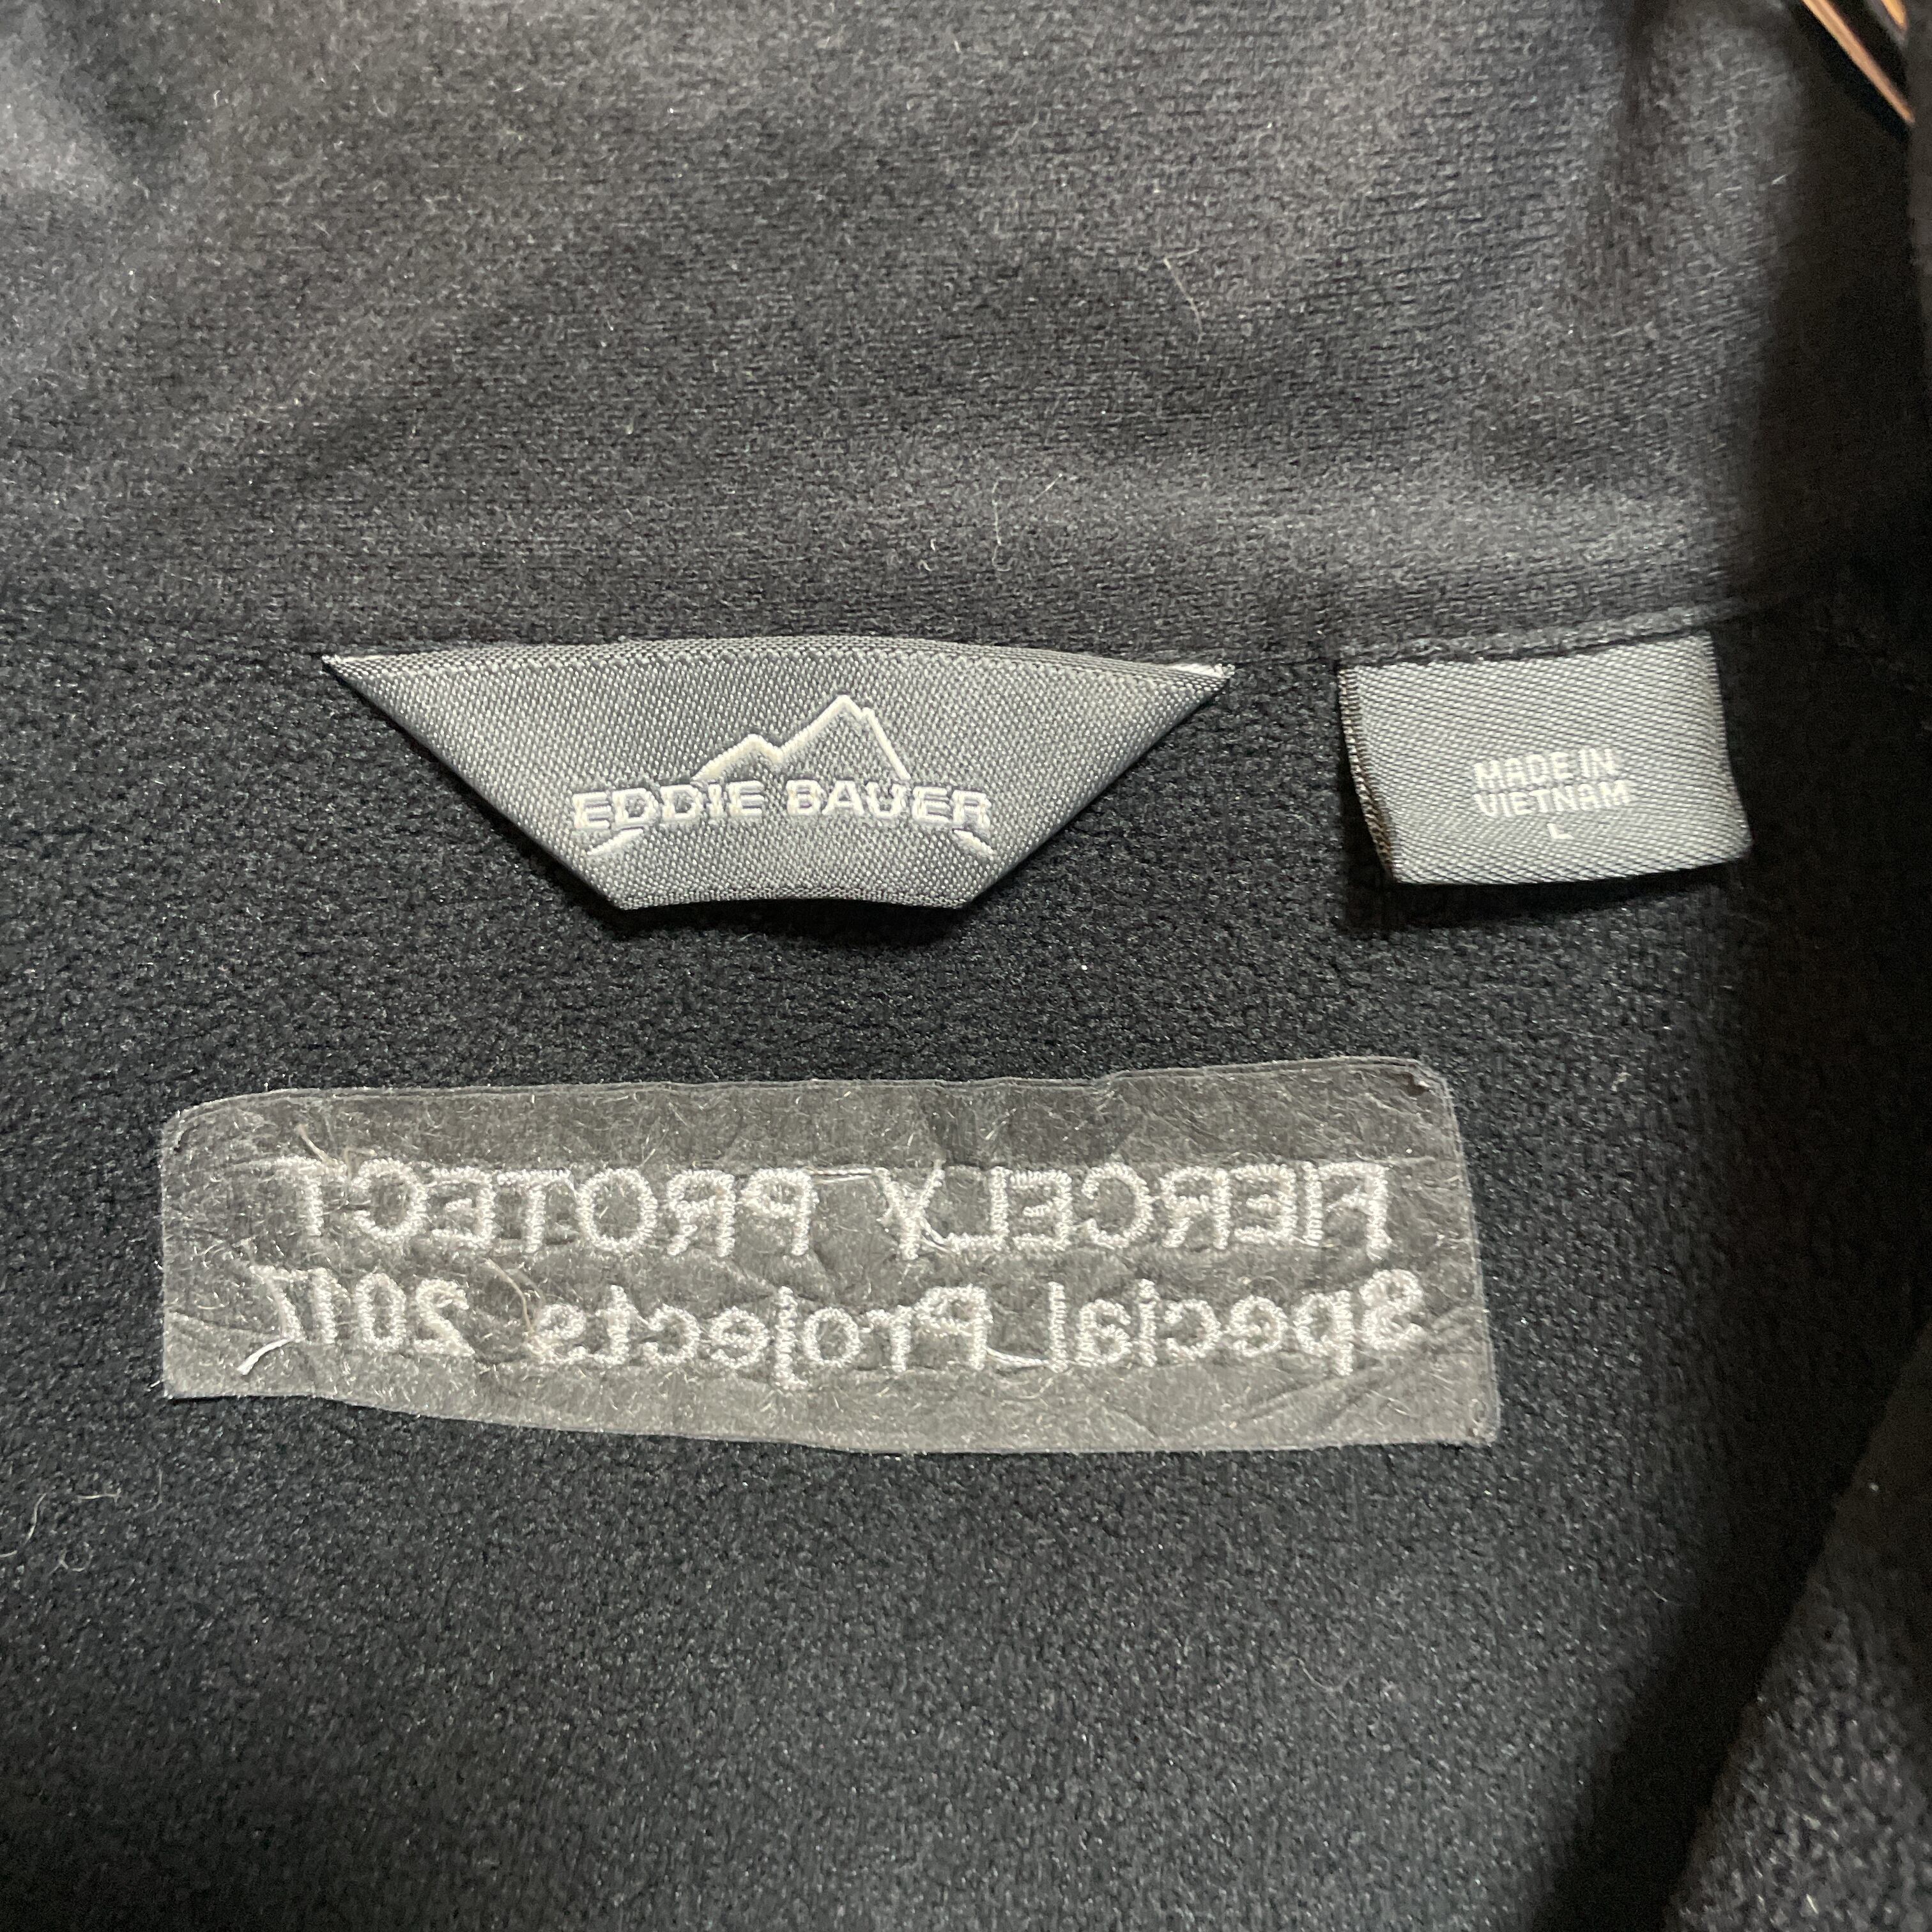 EDDIE BAUER
MADE IN
VIETNAM
L
FIERCELY PROTECT
Special Projects 2017